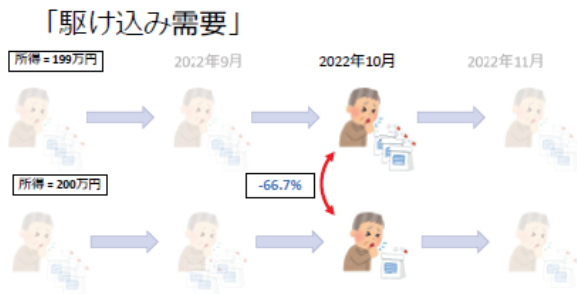 「駆け込み需要」
所得 = 199万円
2022年9月
2022年10月
2022年11月
所得 = 200万円
-66.7%